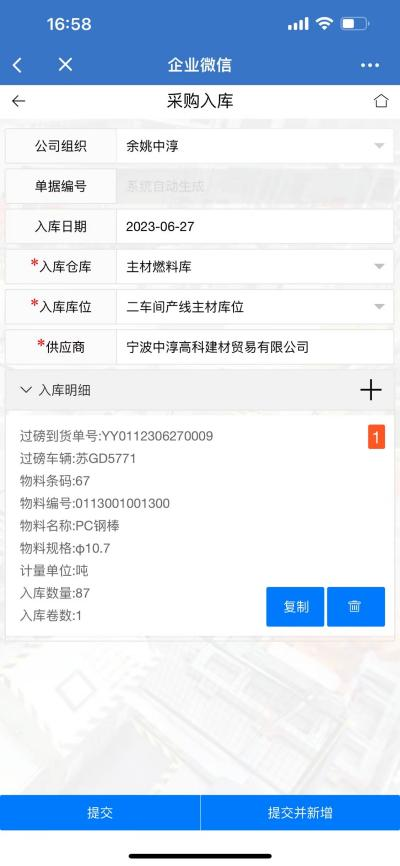 16:58
企业微信
采购入库
公司组织 余姚中淳
单据编号 系统自动生成
入库日期 2023-06-27
*入库仓库 主材燃料库
*入库库位 二车间产线主材库位
*供应商 宁波中淳高科建材贸易有限公司
入库明细
过磅到货单号:YY0112306270009 1
过磅车辆:苏GD5771
物料条码:67
物料编号:0113001001300
物料名称:PC钢棒
物料规格:φ10.7
计量单位:吨
入库数量:87
入库卷数:1
复制
提交 提交并新增